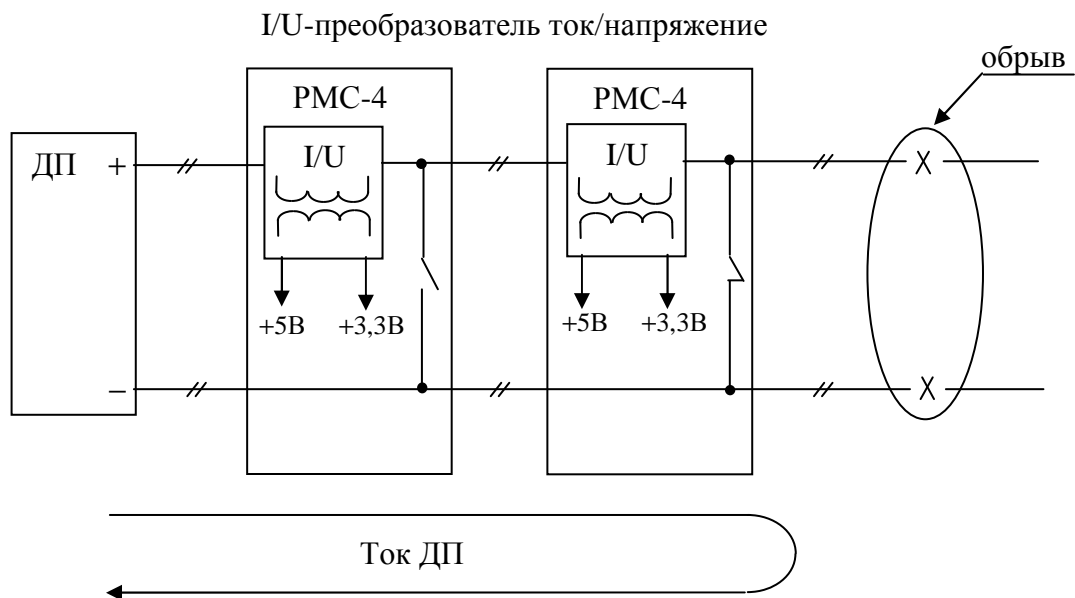 I/U-преобразователь ток/напряжение
обрыв
РМС-4
РМС-4
ДП
+
I/U
I/U
+5В
+3,3В
+5В
+3,3В
–
Х
Х
Ток ДП